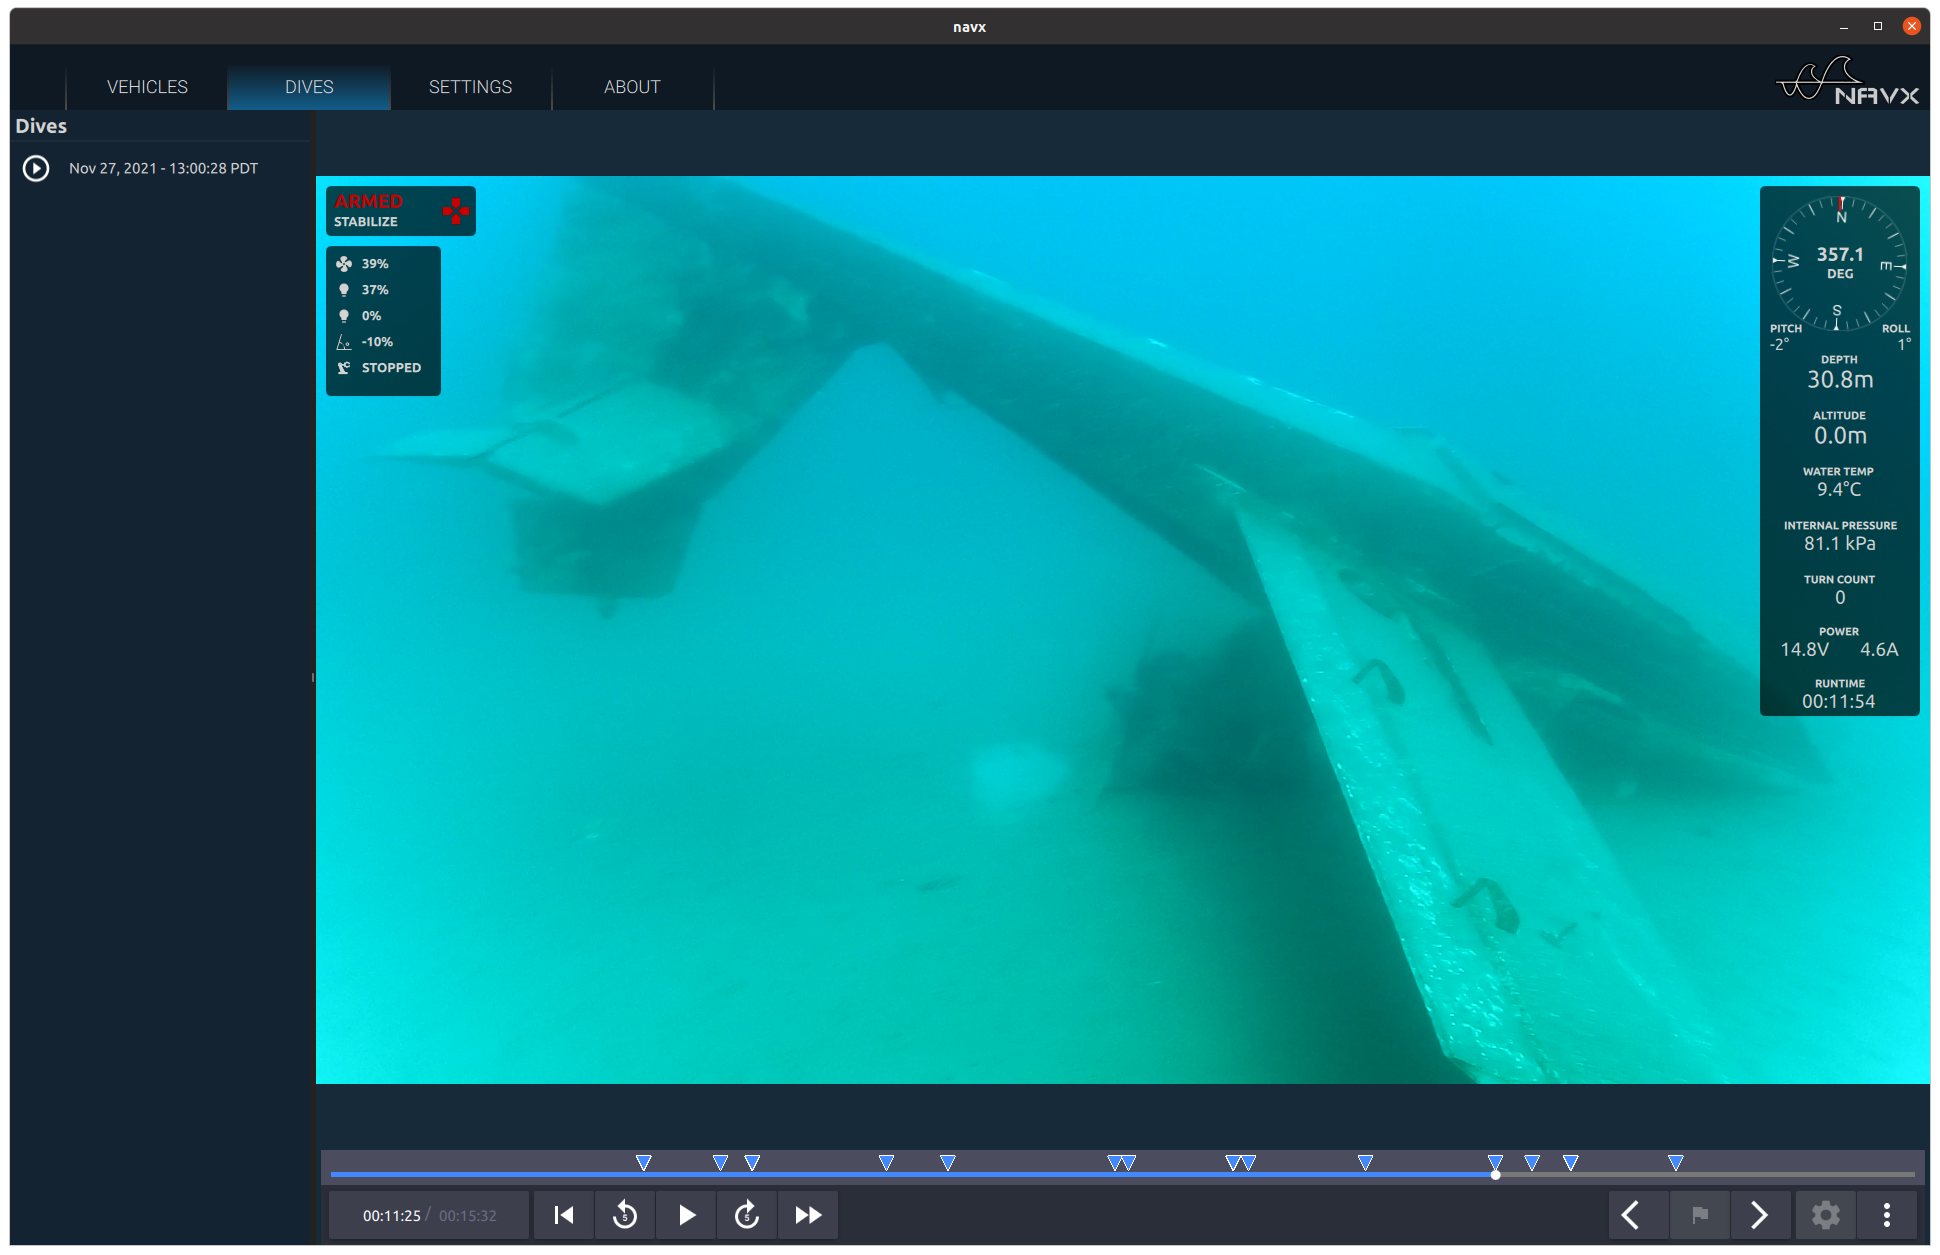 navx
VEHICLES
DIVES
SETTINGS
ABOUT
NAVX
Dives
Nov 27, 2021 - 13:00:28 PDT
ARMED
STABILIZE
39%
37%
0%
-10%
STOPPED
N
W
E
S
357.1
DEG
PITCH
-2°
ROLL
1°
DEPTH
30.8m
ALTITUDE
0.0m
WATER TEMP
9.4°C
INTERNAL PRESSURE
81.1 kPa
TURN COUNT
0
POWER
14.8V 4.6A
RUNTIME
00:11:54
00:11:25 / 00:15:32
5
5